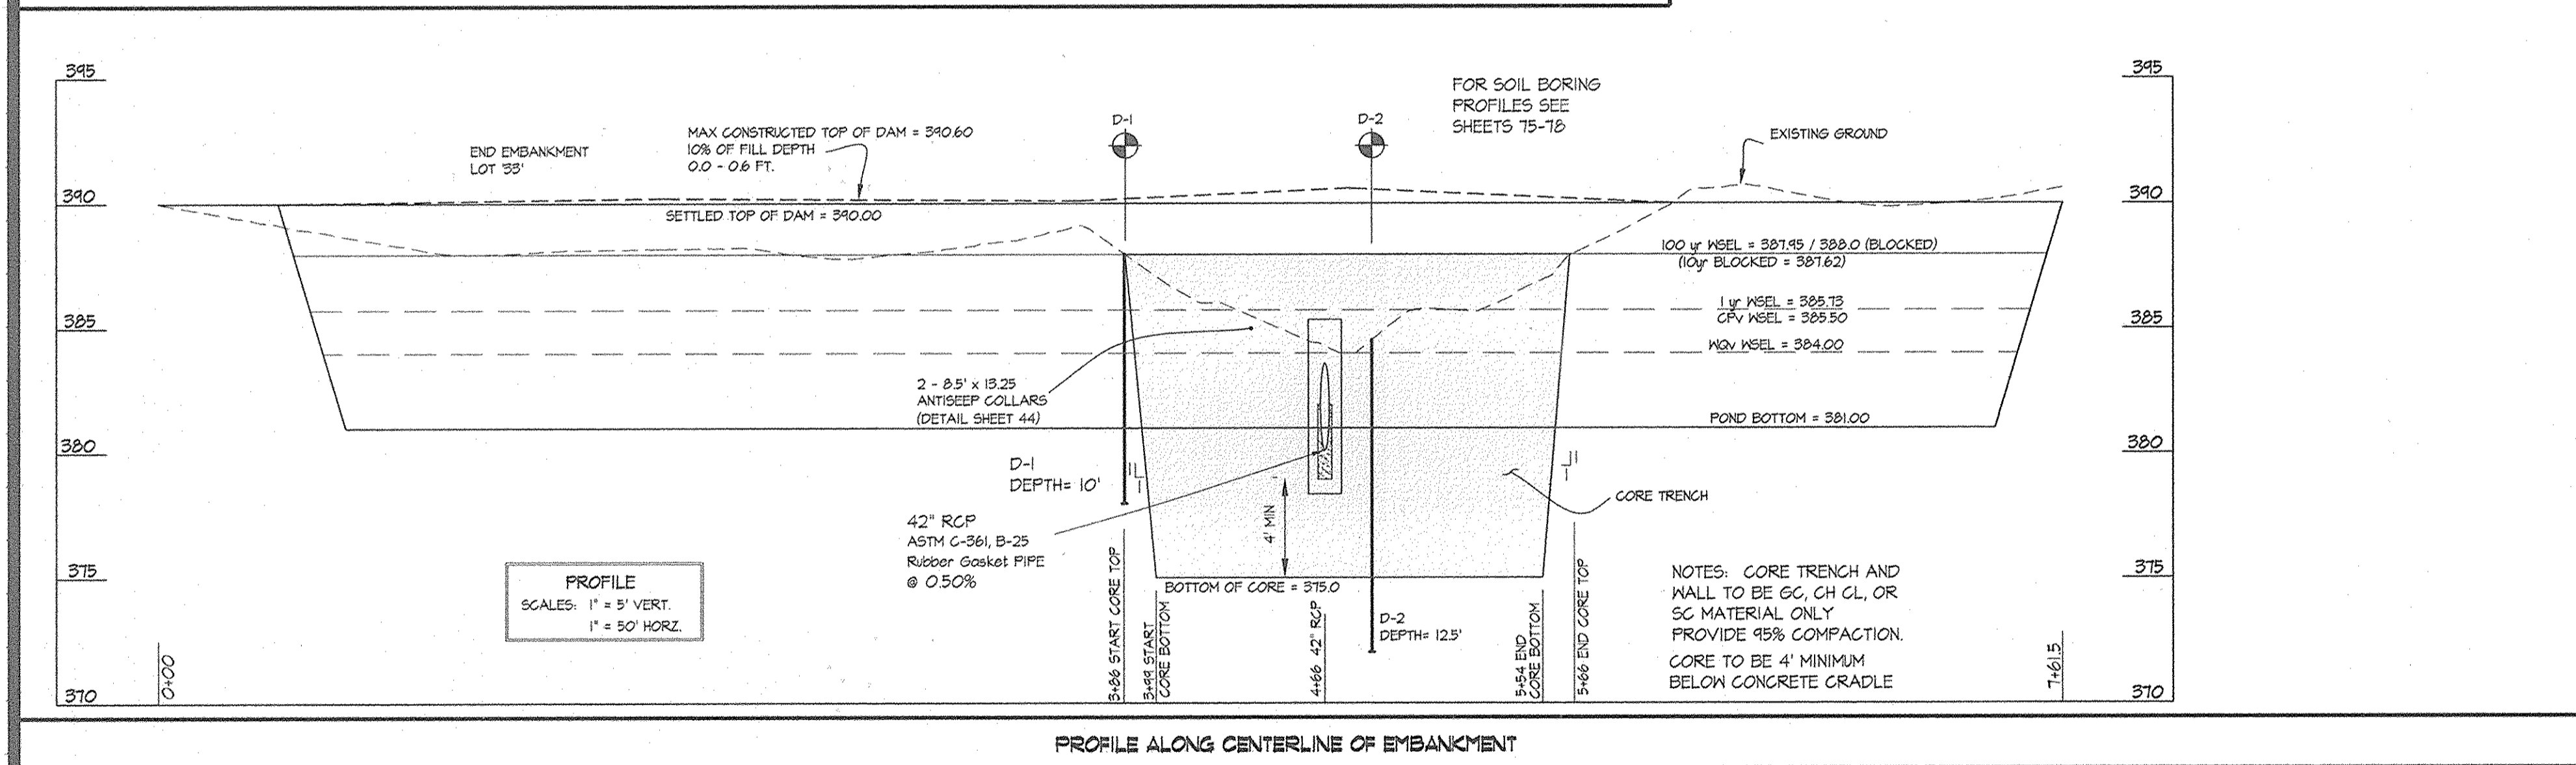 395
390
385
380
375
370
END EMBANKMENT
LOT 33'
MAX CONSTRUCTED TOP OF DAM = 390.60
10% OF FILL DEPTH
0.0 - 0.6 FT.
SETTLED TOP OF DAM = 390.00
D-1
D-2
FOR SOIL BORING
PROFILES SEE
SHEETS 75-78
EXISTING GROUND
100 yr WSEL = 387.95 / 388.0 (BLOCKED)
(10yr BLOCKED = 387.62)
1 yr WSEL = 385.73
CPv WSEL = 385.50
WQv WSEL = 384.00
POND BOTTOM = 381.00
2 - 8.5' x 13.25
ANTISEEP COLLARS
(DETAIL SHEET 44)
D-1
DEPTH= 10'
42" RCP
ASTM C-361, B-25
Rubber Gasket PIPE
@ 0.50%
4' MIN
CORE TRENCH
BOTTOM OF CORE = 375.0
D-2
DEPTH= 12.5'
PROFILE
SCALES: 1" = 5' VERT.
1" = 50' HORZ.
0+00
3+86 START CORE TOP
3+99 START
CORE BOTTOM
4+66 42" RCP
5+54 END
CORE BOTTOM
5+66 END CORE TOP
7+61.5
NOTES: CORE TRENCH AND
WALL TO BE GC, CH CL, OR
SC MATERIAL ONLY
PROVIDE 95% COMPACTION.
CORE TO BE 4' MINIMUM
BELOW CONCRETE CRADLE
395
390
385
380
375
370
PROFILE ALONG CENTERLINE OF EMBANKMENT